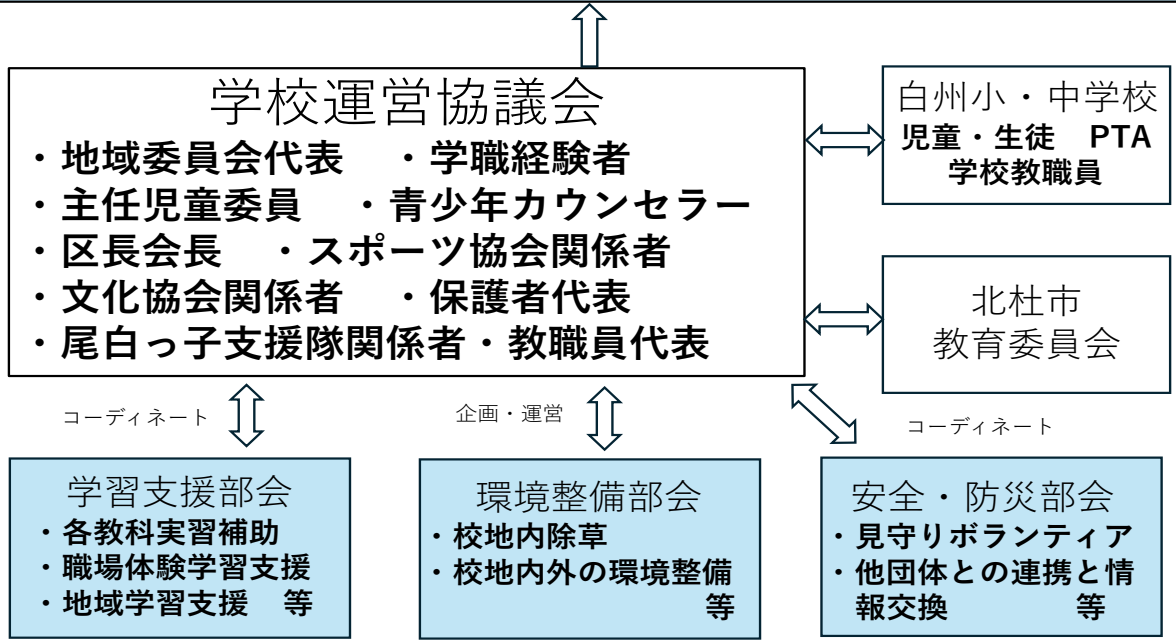 学校運営協議会
・地域委員会代表　・学職経験者
・主任児童委員　・青少年カウンセラー
・区長会長　・スポーツ協会関係者
・文化協会関係者　・保護者代表
・尾白っ子支援隊関係者・教職員代表
白州小・中学校
児童・生徒　PTA
学校教職員
北杜市
教育委員会
コーディネート
企画・運営
コーディネート
学習支援部会
・各教科実習補助
・職場体験学習支援
・地域学習支援　等
環境整備部会
・校地内除草
・校地内外の環境整備
等
安全・防災部会
・見守りボランティア
・他団体との連携と情
報交換　　　　等